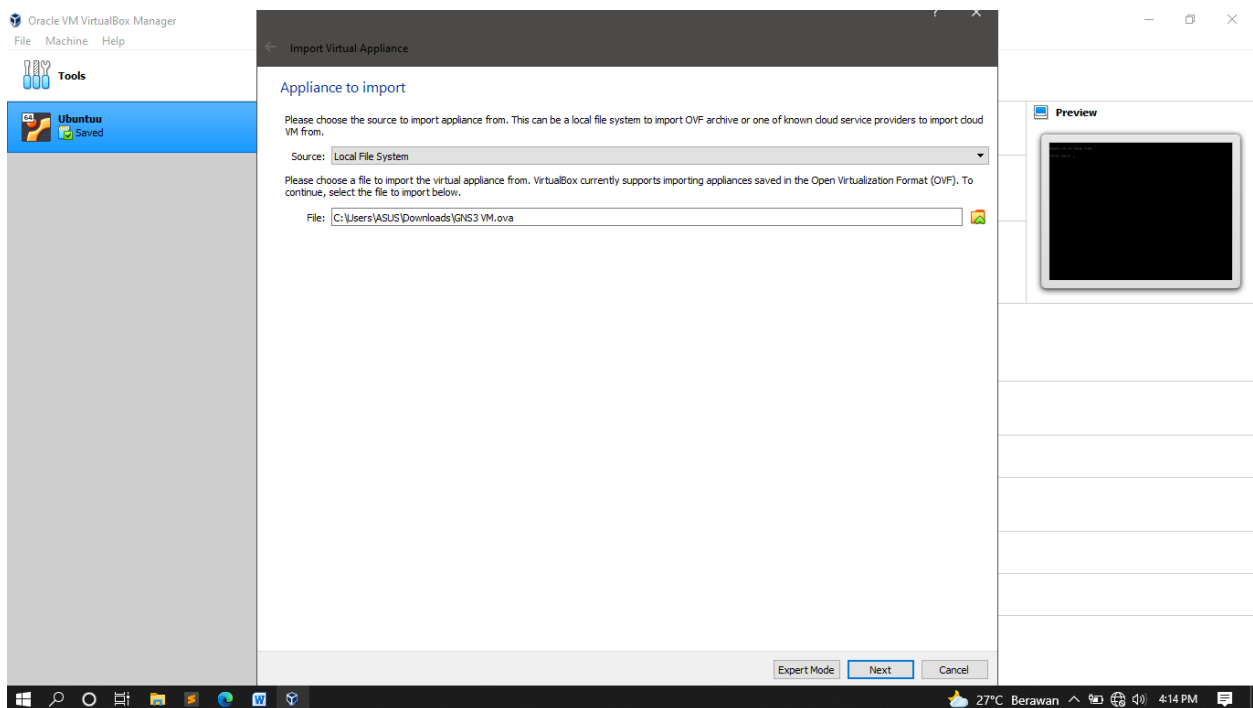 Oracle VM VirtualBox Manager
File Machine Help
Tools
64
Ubuntuu
Saved
? ×
Import Virtual Appliance
Appliance to import
Please choose the source to import appliance from. This can be a local file system to import OVF archive or one of known cloud service providers to import cloud
VM from.
Source: Local File System
Please choose a file to import the virtual appliance from. VirtualBox currently supports importing appliances saved in the Open Virtualization Format (OVF). To
continue, select the file to import below.
File: C:\Users\ASUS\Downloads\GNS3 VM.ova
Expert Mode Next Cancel
Preview
27°C Berawan 4:14 PM